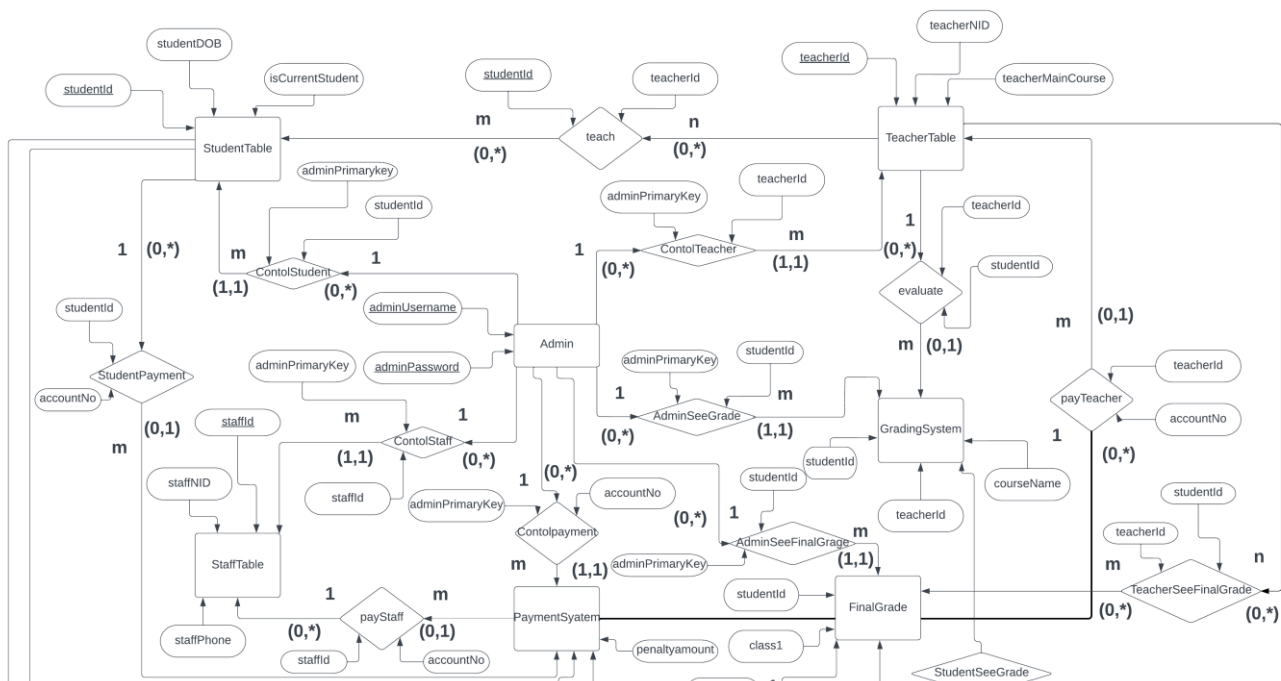 teacherNID
studentDOB
teacherId
studentId
teacherId
isCurrentStudent
teacherMainCourse
studentId
m
n
teach
TeacherTable
StudentTable
(0,*)
(0,*)
adminPrimarykey
teacherId
adminPrimaryKey
studentId
teacherId
1
m
1
(0,*)
m
1
1
m
(0,*)
ContolTeacher
ContolStudent
(0,*)
(1,1)
studentId
(1,1)
(0,*)
evaluate
adminUsername
studentId
(0,1)
m
m
(0,1)
Admin
adminPrimaryKey
studentId
adminPrimaryKey
adminPassword
teacherId
StudentPayment
1
m
payTeacher
accountNo
m
1
AdminSeeGrade
accountNo
staffId
(0,1)
(0,*)
(1,1)
GradingSystem
1
(0,*)
m
ContolStaff
(1,1)
(0,*)
studentId
(0,*)
staffNID
1
studentId
courseName
studentId
staffId
accountNo
adminPrimaryKey
teacherId
(0,*)
1
teacherId
Contolpayment
AdminSeeFinalGrage
m
m
n
StaffTable
m
(1,1)
adminPrimaryKey
(1,1)
TeacherSeeFinalGrade
studentId
1
m
payStaff
PaymentSyatem
FinalGrade
(0,*)
(0,*)
(0,*)
(0,1)
staffPhone
class1
penaltyamount
staffId
accountNo
StudentSeeGrade